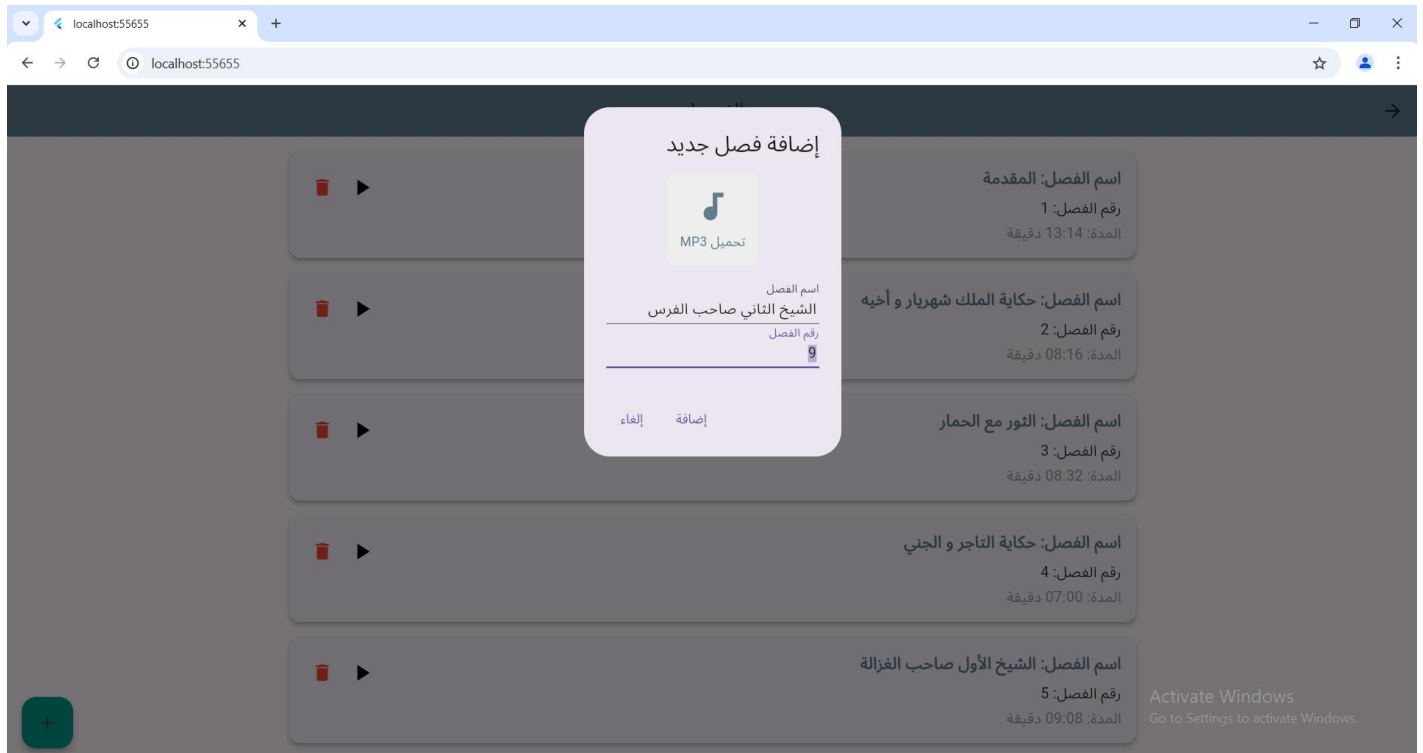 localhost:55655
localhost:55655
إضافة فصل جديد
تحميل MP3
اسم الفصل
الشيخ الثاني صاحب الفرس
رقم الفصل
9
إضافة
إلغاء
اسم الفصل: المقدمة
رقم الفصل: 1
المدة: 13:14 دقيقة
اسم الفصل: حكاية الملك شهريار و أخيه
رقم الفصل: 2
المدة: 08:16 دقيقة
اسم الفصل: الثور مع الحمار
رقم الفصل: 3
المدة: 08:32 دقيقة
اسم الفصل: حكاية التاجر و الجني
رقم الفصل: 4
المدة: 07:00 دقيقة
اسم الفصل: الشيخ الأول صاحب الغزالة
رقم الفصل: 5
المدة: 09:08 دقيقة
Activate Windows
Go to Settings to activate Windows.